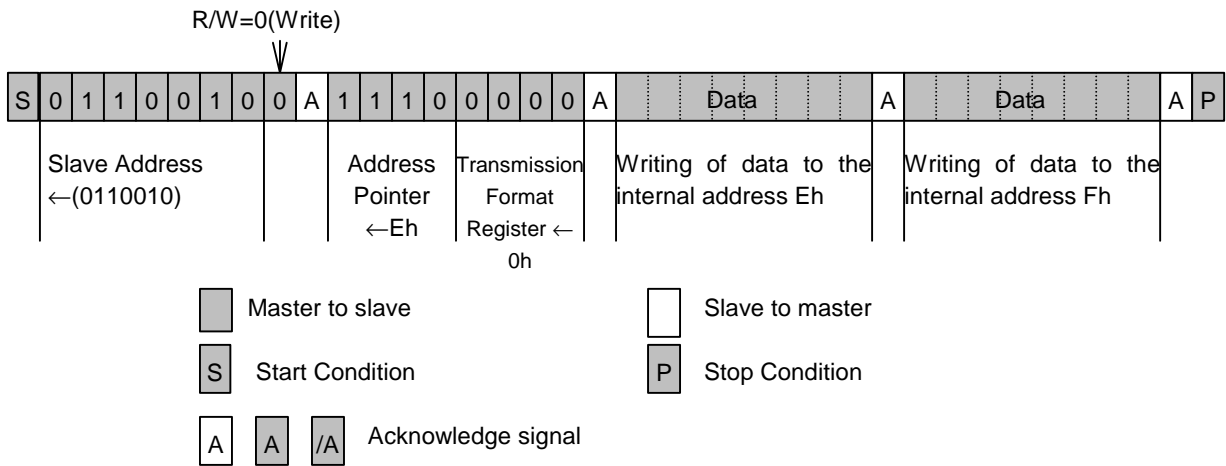 R/W=0(Write)
S 0 1 1 0 0 1 0 0 A 1 1 1 0 0 0 0 0 A Data A Data A P
Slave Address
←(0110010)
Address
Pointer
←Eh
Transmission
Format
Register ←
0h
Writing of data to the
internal address Eh
Writing of data to the
internal address Fh
Master to slave
Slave to master
S Start Condition
P Stop Condition
A A /A Acknowledge signal